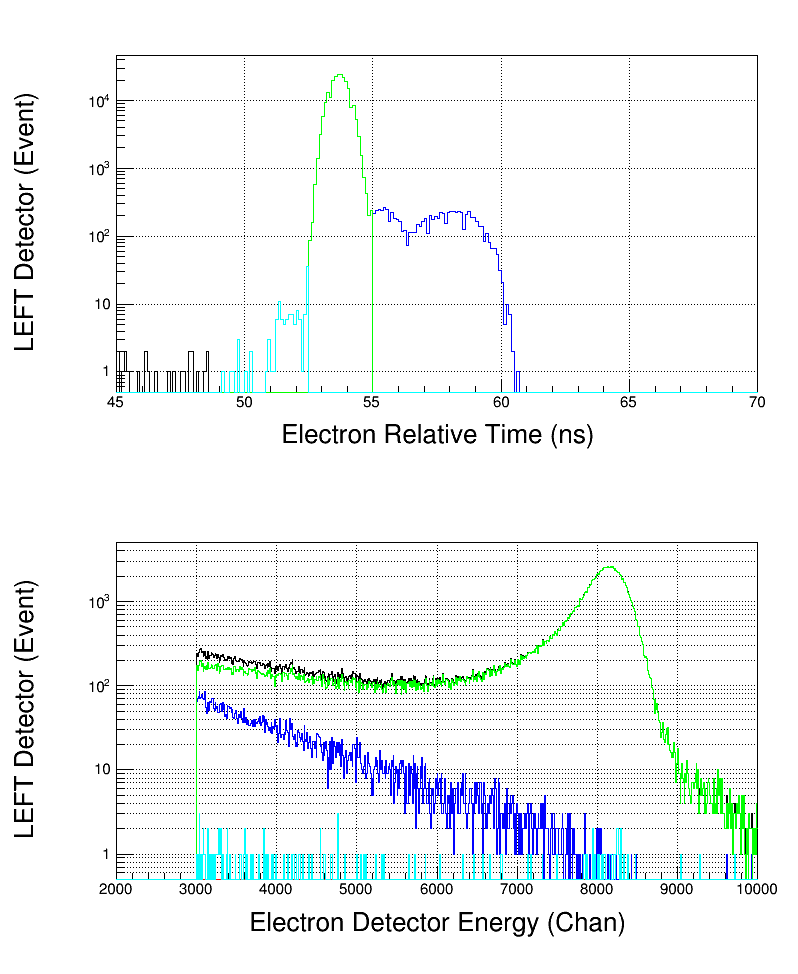 LEFT Detector (Event)
10⁴
10³
10²
10
1
45 50 55 60 65 70
Electron Relative Time (ns)
LEFT Detector (Event)
10³
10²
10
1
2000 3000 4000 5000 6000 7000 8000 9000 10000
Electron Detector Energy (Chan)